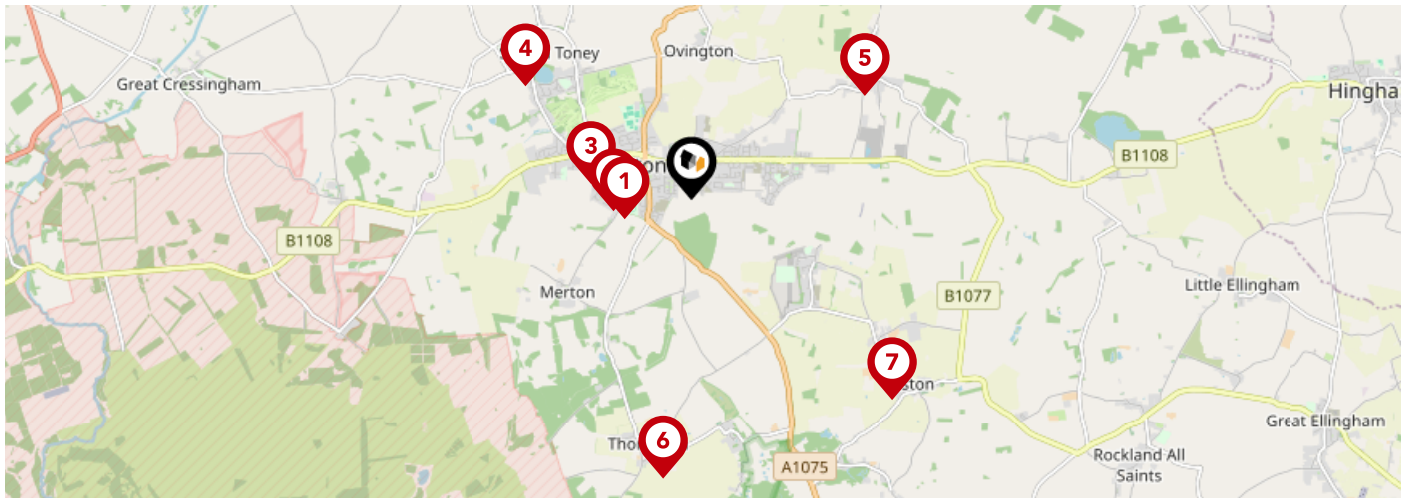 4
Toney
Ovington
5
Great Cressingham
Hingha
3
1
B1108
B1108
Merton
B1077
Little Ellingham
7
ston
6
Tho
A1075
Great Ellingham
Rockland All
Saints